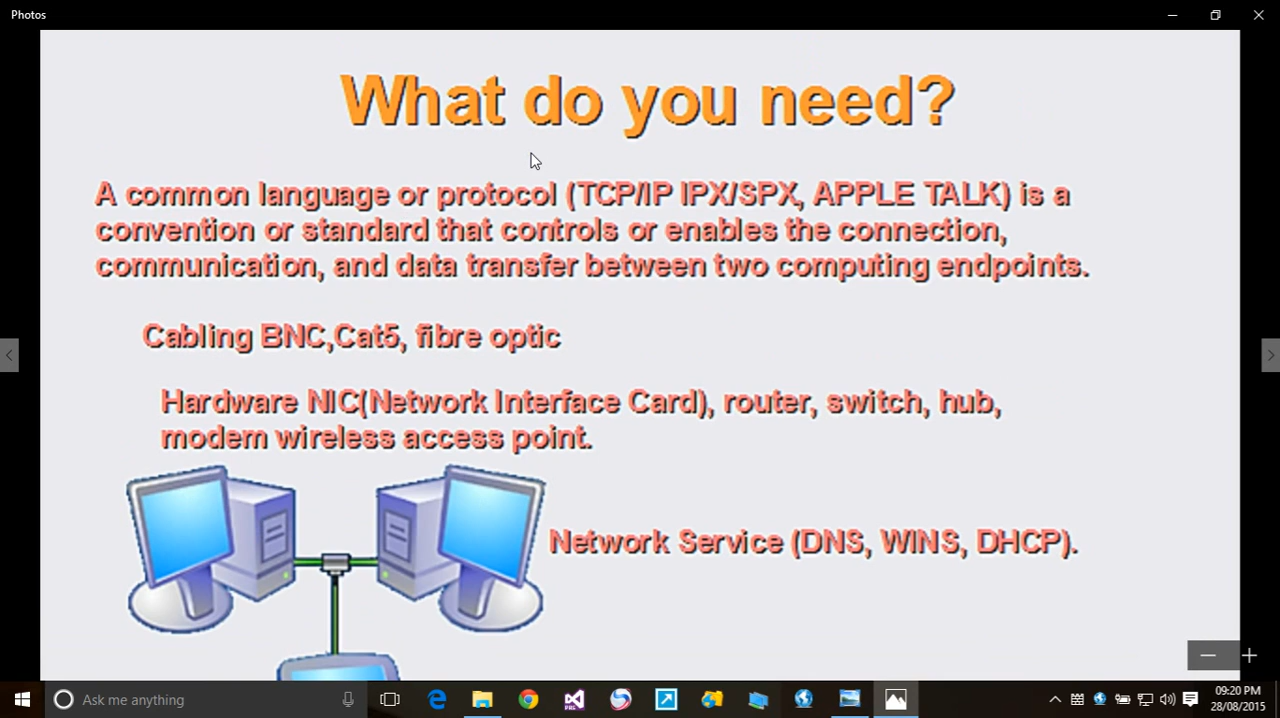 Photos
What do you need?
A common language or protocol (TCP/IP IPX/SPX, APPLE TALK) is a
convention or standard that controls or enables the connection,
communication, and data transfer between two computing endpoints.
Cabling BNC,Cat5, fibre optic
Hardware NIC(Network Interface Card), router, switch, hub,
modem wireless access point.
Network Service (DNS, WINS, DHCP).
Ask me anything
09:20 PM
28/08/2015